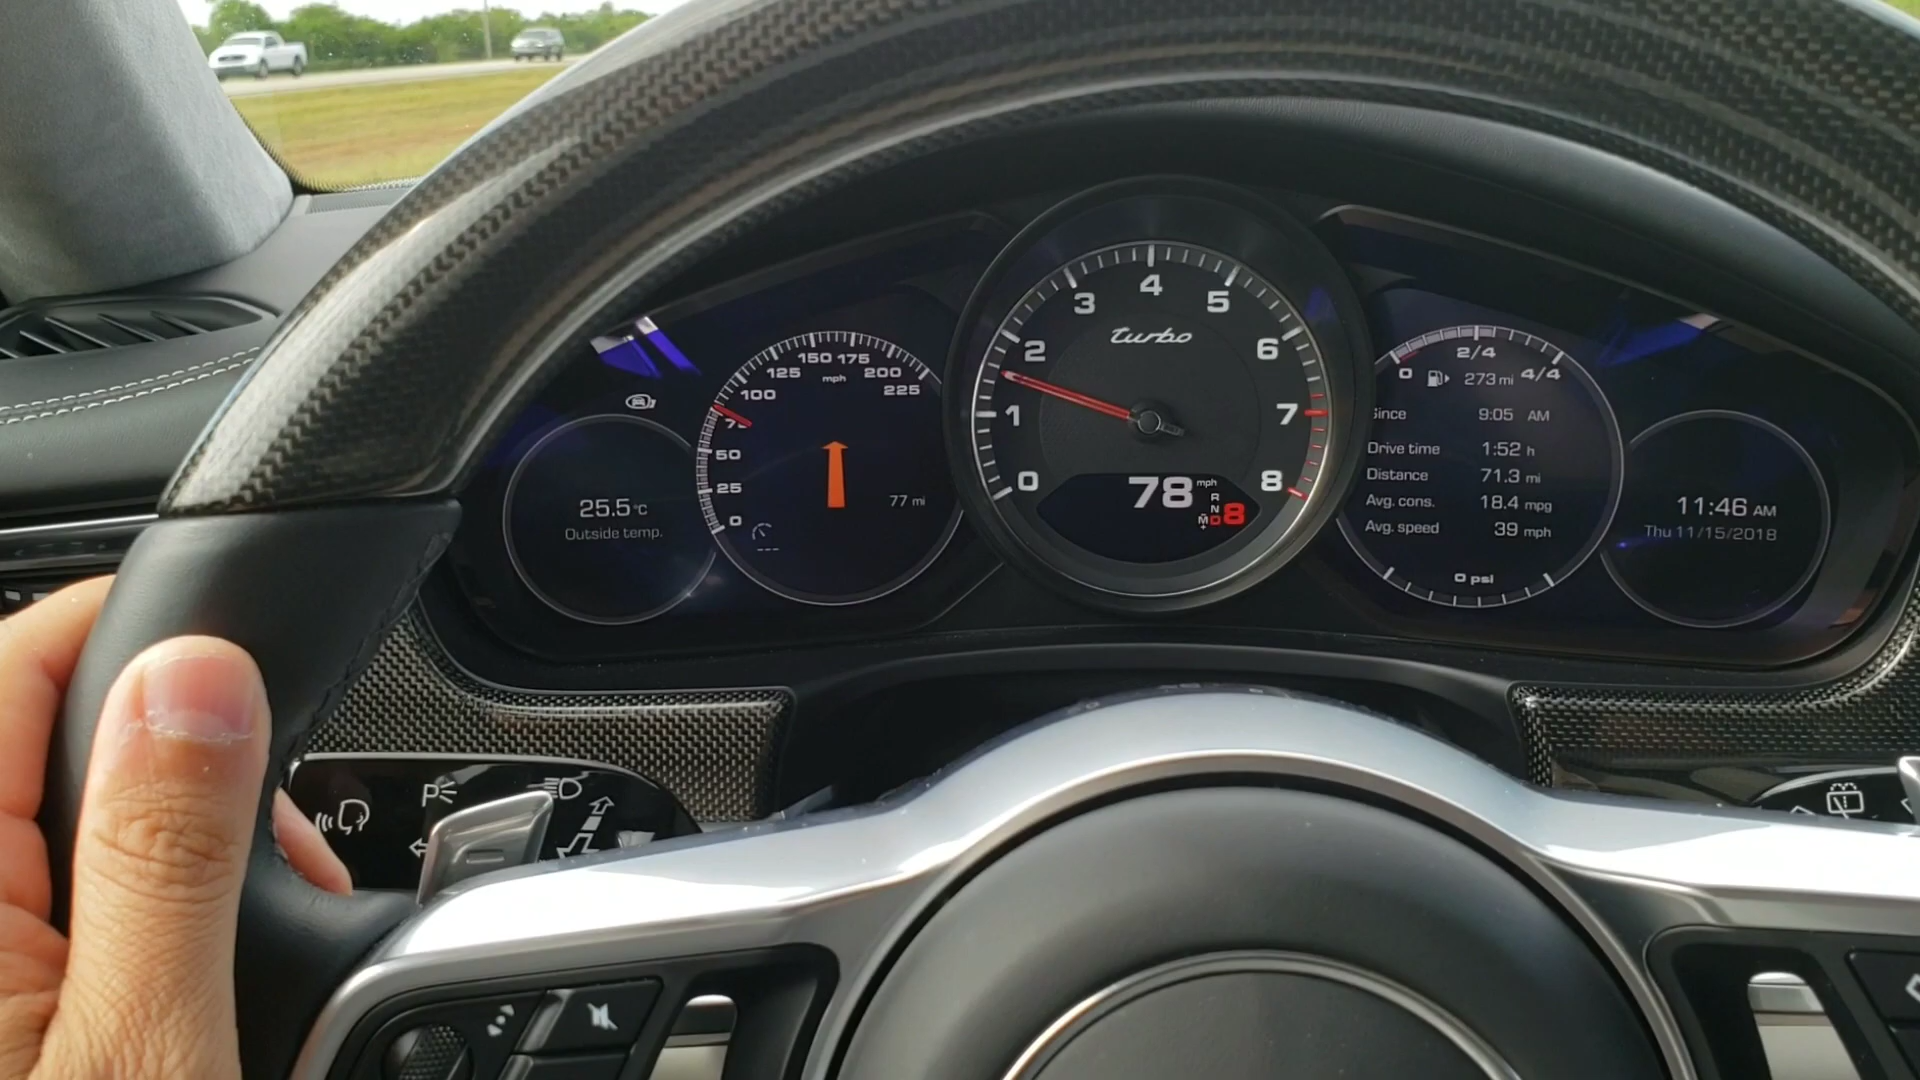 25.5 °C
Outside temp.
0
25
50
75
100
125
150
175
200
225
mph
77 mi
---
0
1
2
3
4
5
6
7
8
turbo
78 mph
R
N
D
M
+
8
0
2/4
4/4
273 mi
Since 9:05 AM
Drive time 1:52 h
Distance 71.3 mi
Avg. cons. 18.4 mpg
Avg. speed 39 mph
0 psi
11:46 AM
Thu 11/15/2018
P